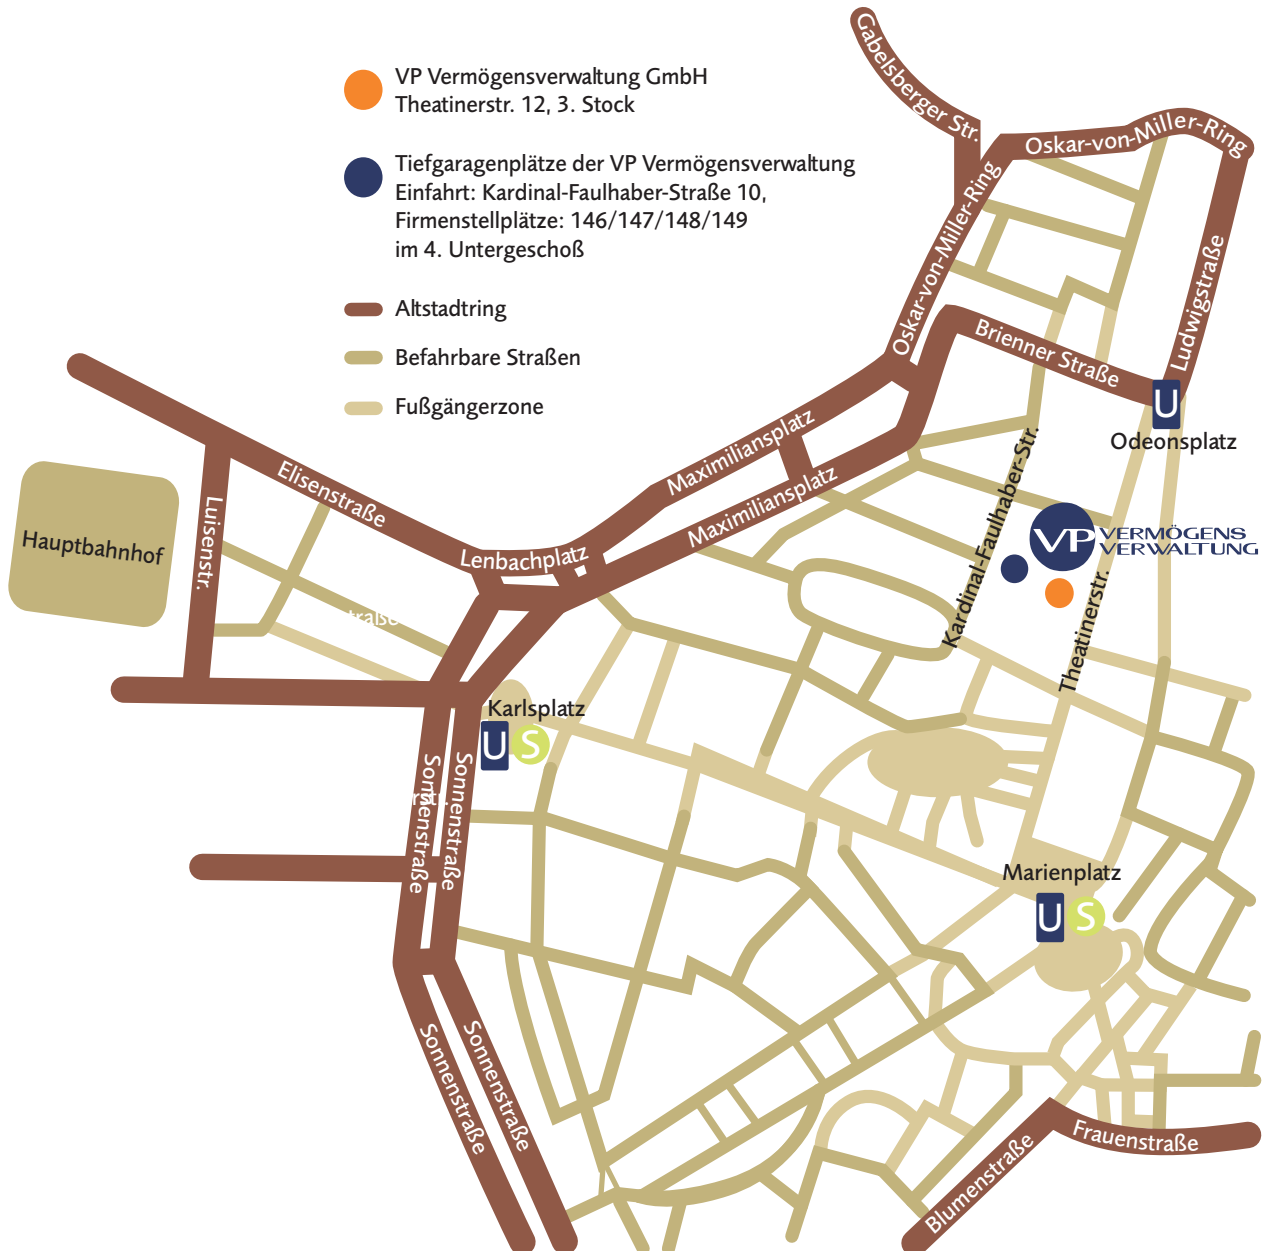 VP Vermögensverwaltung GmbH
Theatinerstr. 12, 3. Stock
Tiefgaragenplätze der VP Vermögensverwaltung
Einfahrt: Kardinal-Faulhaber-Straße 10,
Firmenstellplätze: 146/147/148/149
im 4. Untergeschoß
Altstadtring
Befahrbare Straßen
Fußgängerzone
Gabelsberger Str.
Oskar-von-Miller-Ring
Oskar-von-Miller-Ring
Ludwigstraße
Brienner Straße
U
Odeonsplatz
Maximiliansplatz
Maximiliansplatz
Kardinal-Faulhaber-Str.
VP VERMÖGENS
VERWALTUNG
Theatinerstr.
Elisenstraße
Luisenstr.
Hauptbahnhof
Lenbachplatz
traße
Karlsplatz
U S
Sonnenstraße
Sonnenstraße
rstr.
Marienplatz
U S
Sonnenstraße
Sonnenstraße
Blumenstraße
Frauenstraße